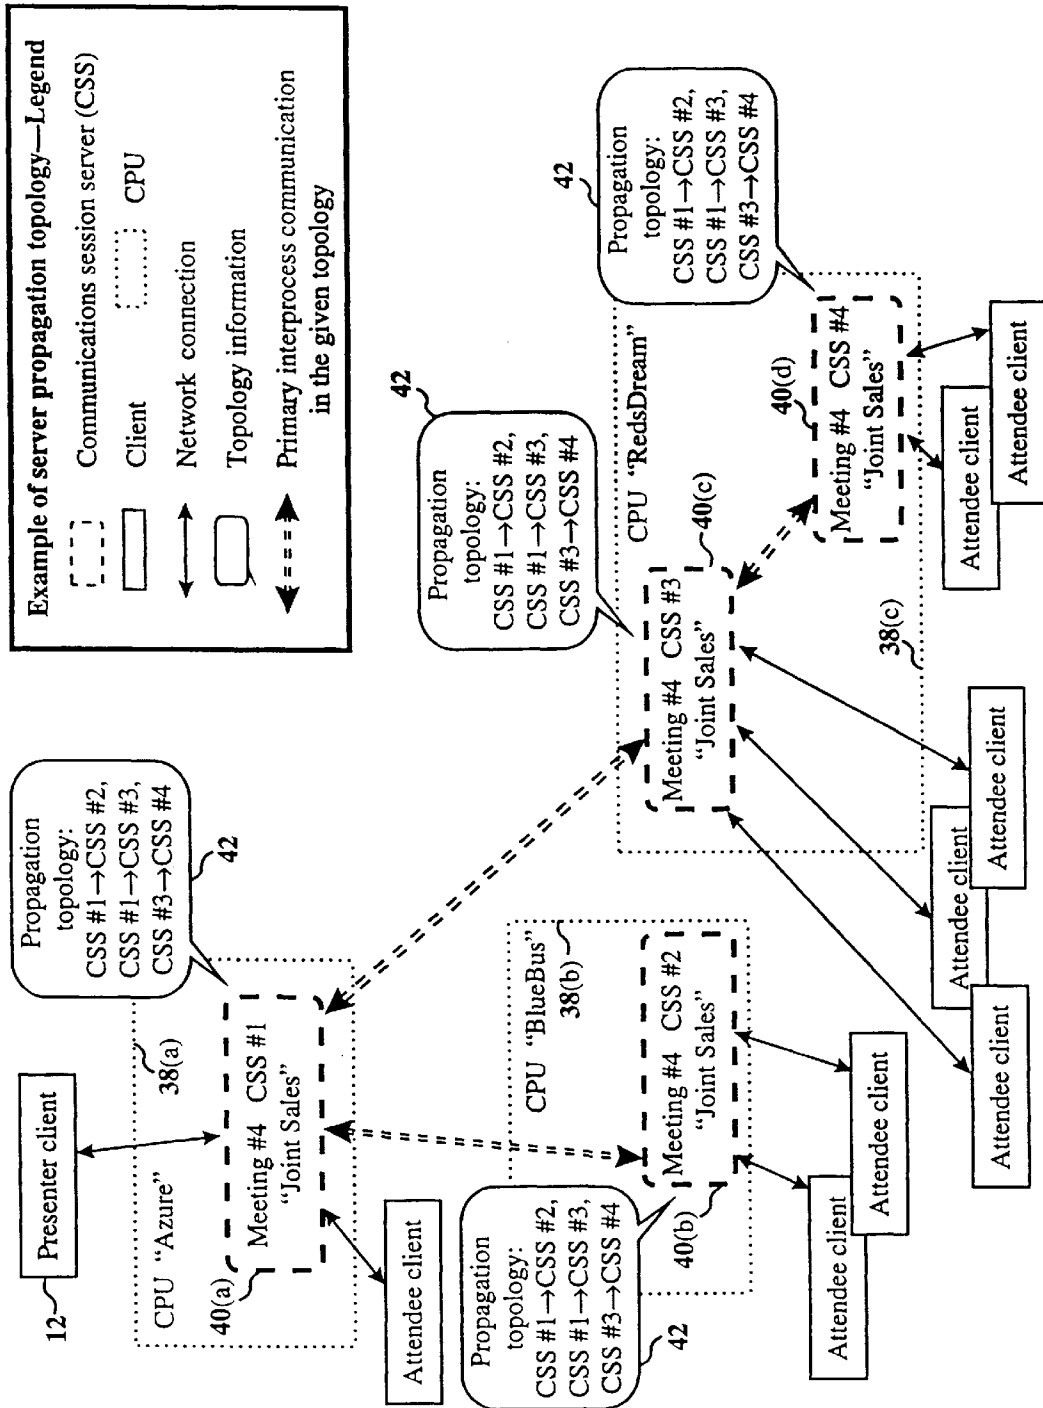 Example of server propagation topology—Legend
Communications session server (CSS)
Client
CPU
Network connection
Topology information
Primary interprocess communication
in the given topology
12
Presenter client
CPU "Azure"
38(a)
40(a)
Meeting #4 CSS #1
"Joint Sales"
Propagation
topology:
CSS #1→CSS #2,
CSS #1→CSS #3,
CSS #3→CSS #4
42
Attendee client
Propagation
topology:
CSS #1→CSS #2,
CSS #1→CSS #3,
CSS #3→CSS #4
42
CPU "BlueBus"
38(b)
Meeting #4 CSS #2
"Joint Sales"
40(b)
Attendee client
Attendee client
Propagation
topology:
CSS #1→CSS #2,
CSS #1→CSS #3,
CSS #3→CSS #4
42
CPU "RedsDream"
Meeting #4 CSS #3
"Joint Sales"
40(c)
Attendee client
Attendee client
Attendee client
Propagation
topology:
CSS #1→CSS #2,
CSS #1→CSS #3,
CSS #3→CSS #4
42
40(d)
Meeting #4 CSS #4
"Joint Sales"
38(c)
Attendee client
Attendee client